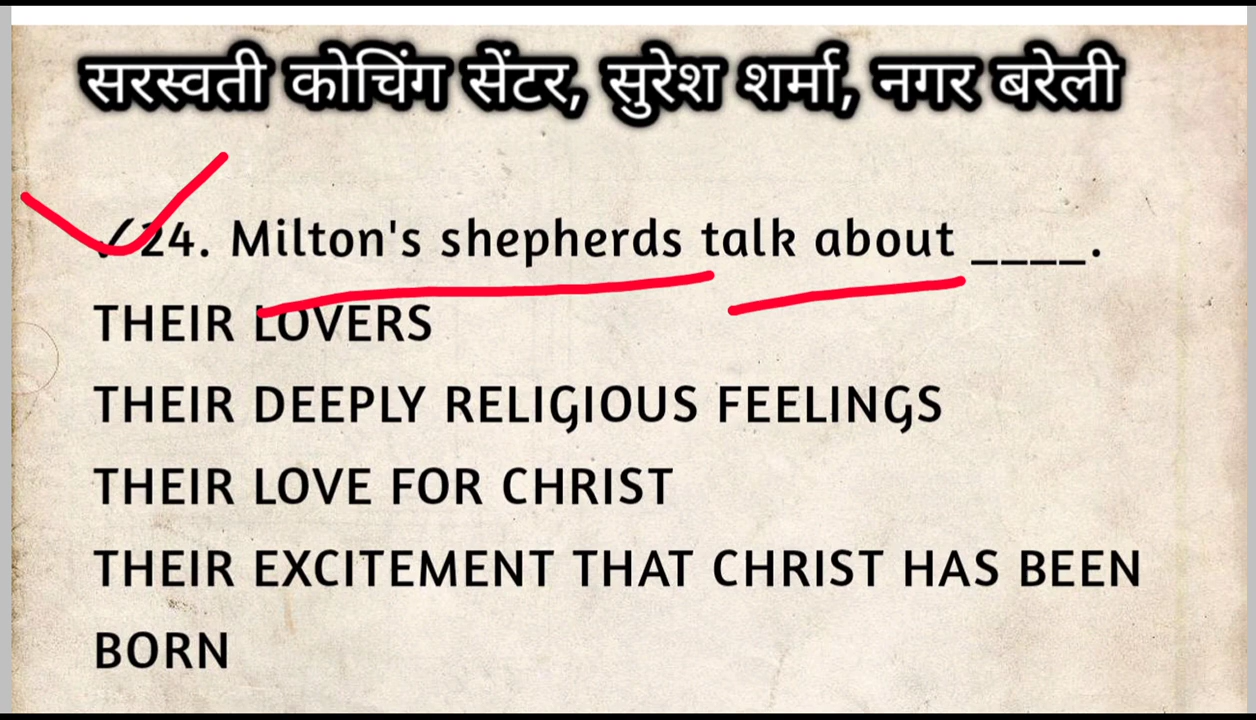 सरस्वती कोचिंग सेंटर, सुरेश शर्मा, नगर बरेली
✓24. Milton's shepherds talk about ____.
THEIR LOVERS
THEIR DEEPLY RELIGIOUS FEELINGS
THEIR LOVE FOR CHRIST
THEIR EXCITEMENT THAT CHRIST HAS BEEN
BORN